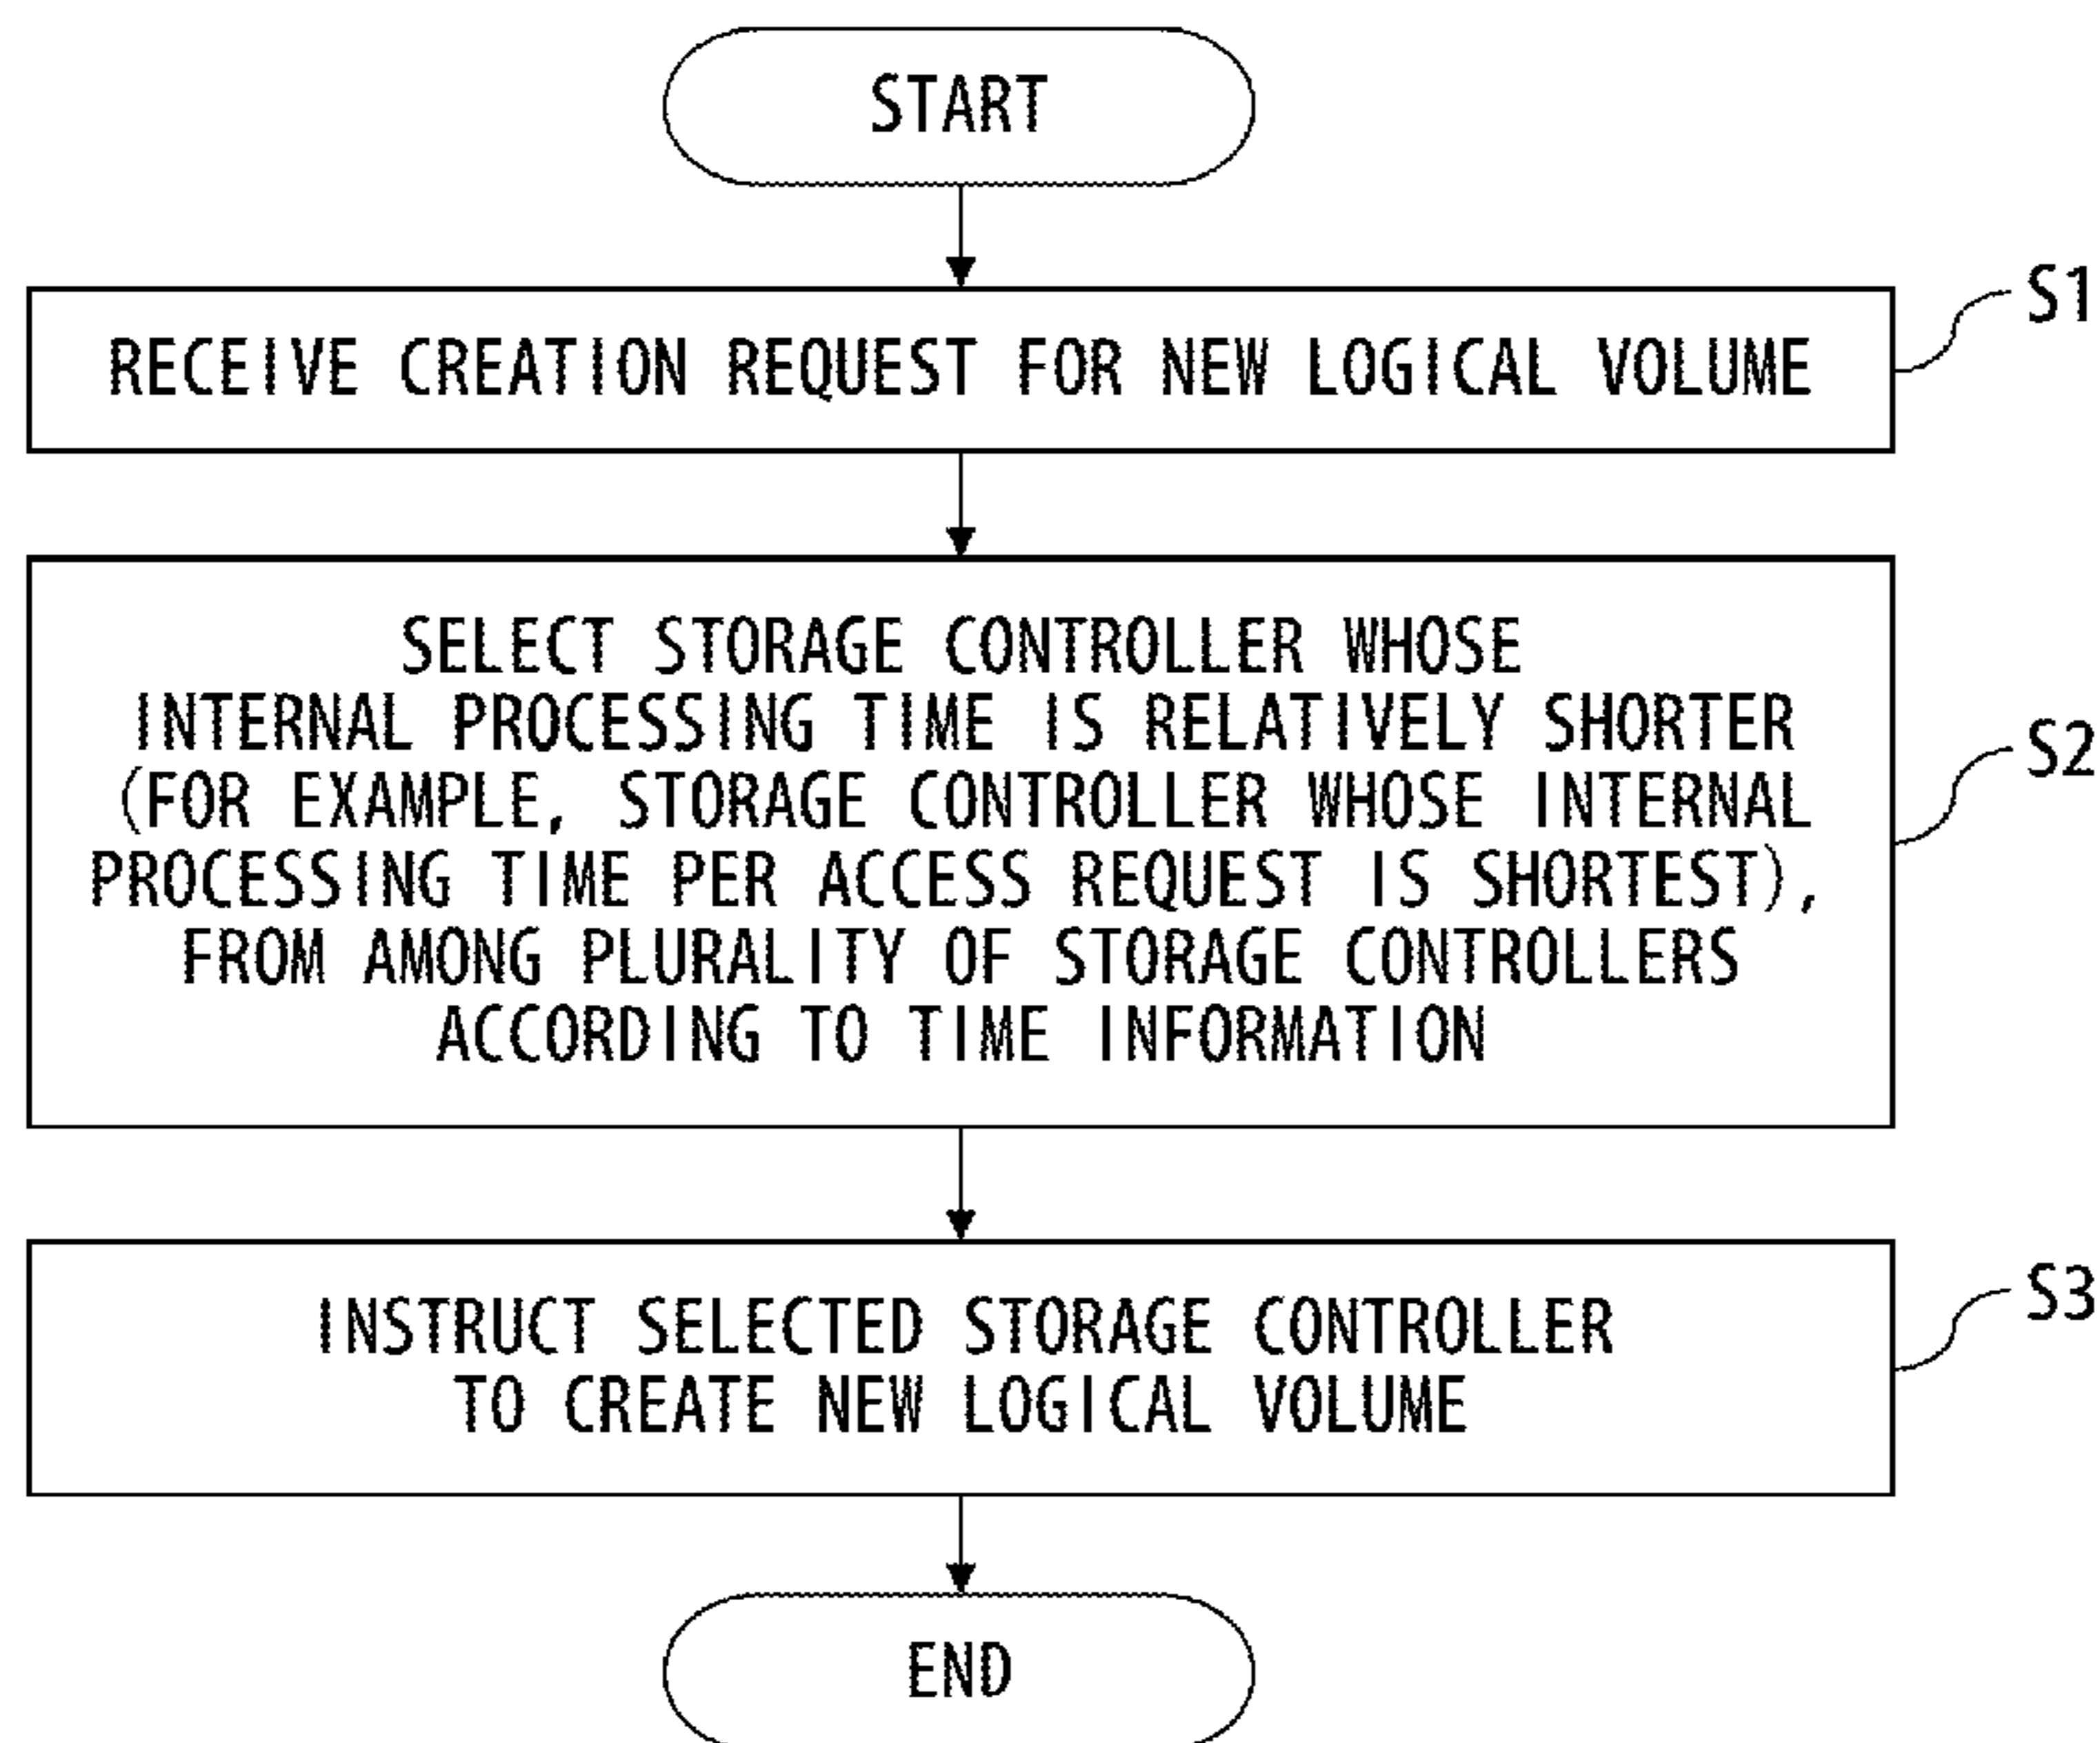 START
RECEIVE CREATION REQUEST FOR NEW LOGICAL VOLUME
S1
SELECT STORAGE CONTROLLER WHOSE
INTERNAL PROCESSING TIME IS RELATIVELY SHORTER
(FOR EXAMPLE, STORAGE CONTROLLER WHOSE INTERNAL
PROCESSING TIME PER ACCESS REQUEST IS SHORTEST),
FROM AMONG PLURALITY OF STORAGE CONTROLLERS
ACCORDING TO TIME INFORMATION
S2
INSTRUCT SELECTED STORAGE CONTROLLER
TO CREATE NEW LOGICAL VOLUME
S3
END